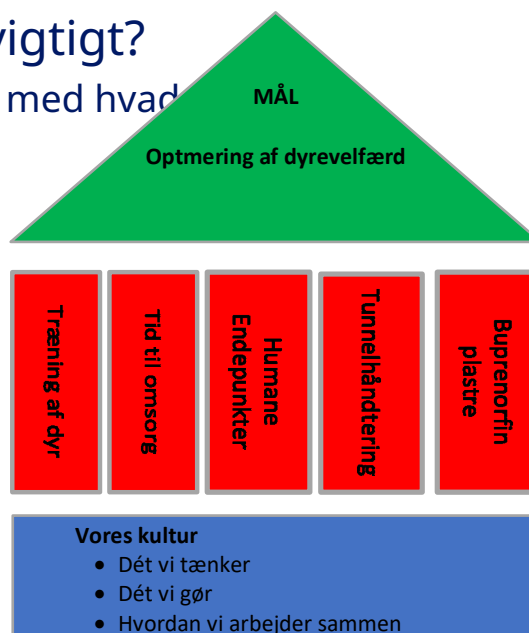 vigtigt?
med hvad
MÅL
Optmering af dyrevelfærd
Træning af dyr
Tid til omsorg
Humane
Endepunkter
Tunnelhåndtering
Buprenorfin
plastre
Vores kultur
• Dét vi tænker
• Dét vi gør
• Hvordan vi arbejder sammen